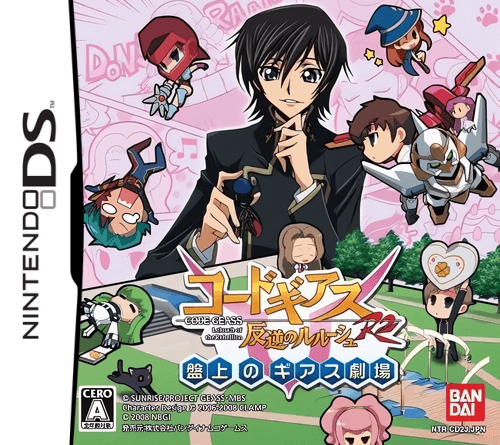 NINTENDO DS™
コードギアス
CODE GEASS
Lelouch of
the Rebellion
反逆のルルーシュ R2
盤上のギアス劇場
CERO
A
全年齢対象
© SUNRISE/PROJECT GEASS・MBS
Character Design © 2006-2008 CLAMP
© 2008 NBGI
発売元:株式会社バンダイナムコゲームス
BAN
DAI
NTR CD2J JPN